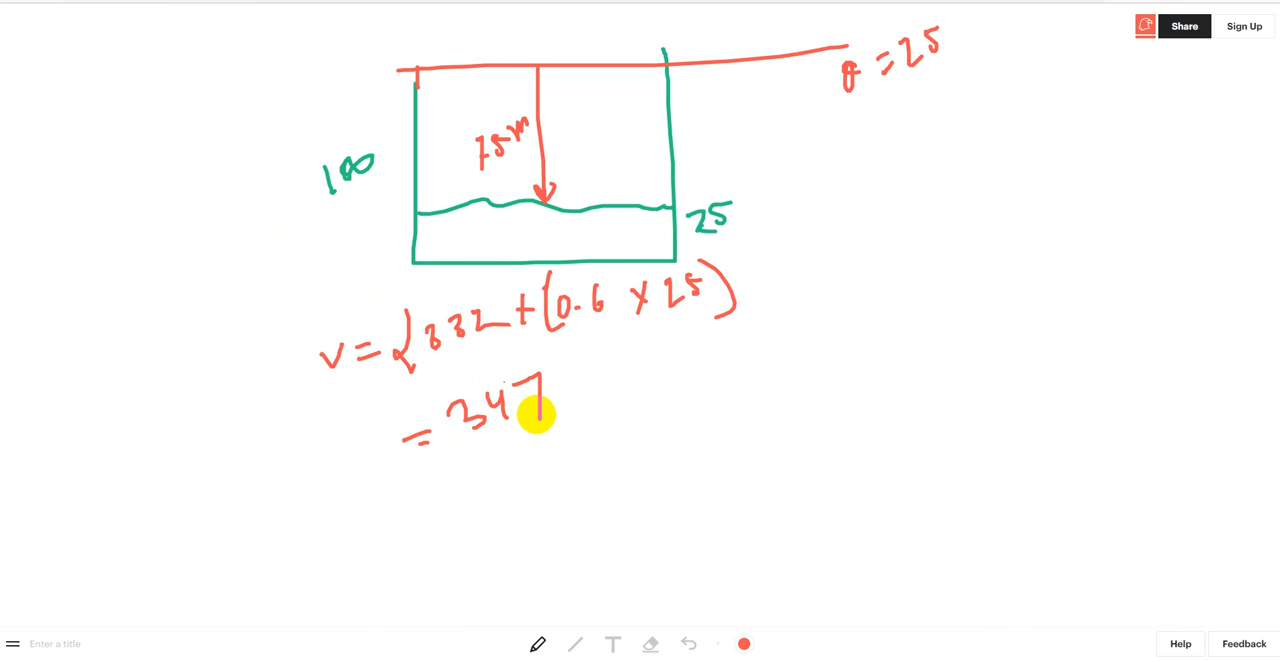 Share
Sign Up
θ = 25
75m
100
25
v = {332 + (0.6 × 25)
= 347
Enter a title
T
Help
Feedback